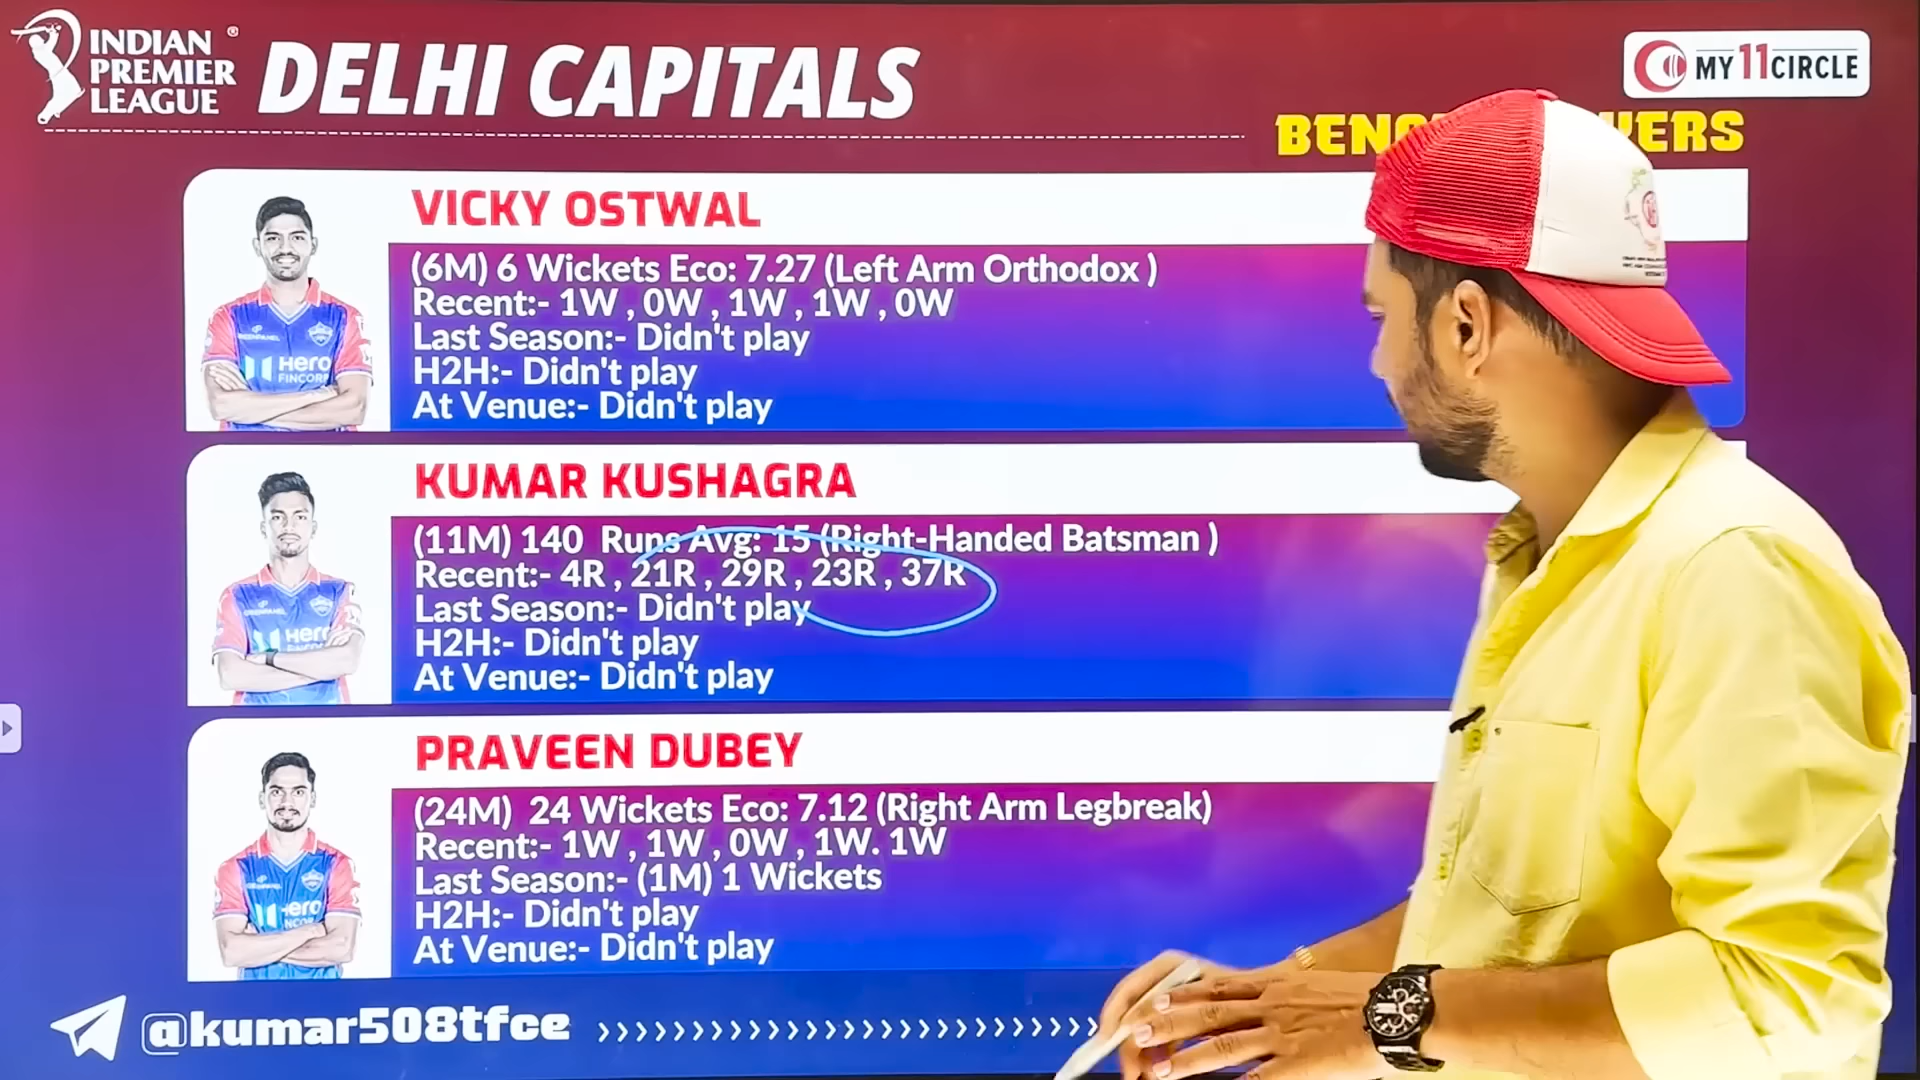 INDIAN
PREMIER
LEAGUE
DELHI CAPITALS
MY 11 CIRCLE
VICKY OSTWAL
(6M) 6 Wickets Eco: 7.27 (Left Arm Orthodox )
Recent:- 1W , 0W , 1W , 1W , 0W
Last Season:- Didn't play
H2H:- Didn't play
At Venue:- Didn't play
Hero
FINCORP
KUMAR KUSHAGRA
(11M) 140 Runs Avg: 15 (Right-Handed Batsman )
Recent:- 4R , 21R , 29R , 23R , 37R
Last Season:- Didn't play
H2H:- Didn't play
At Venue:- Didn't play
PRAVEEN DUBEY
(24M) 24 Wickets Eco: 7.12 (Right Arm Legbreak)
Recent:- 1W , 1W , 0W , 1W. 1W
Last Season:- (1M) 1 Wickets
H2H:- Didn't play
At Venue:- Didn't play
@kumar508tfce